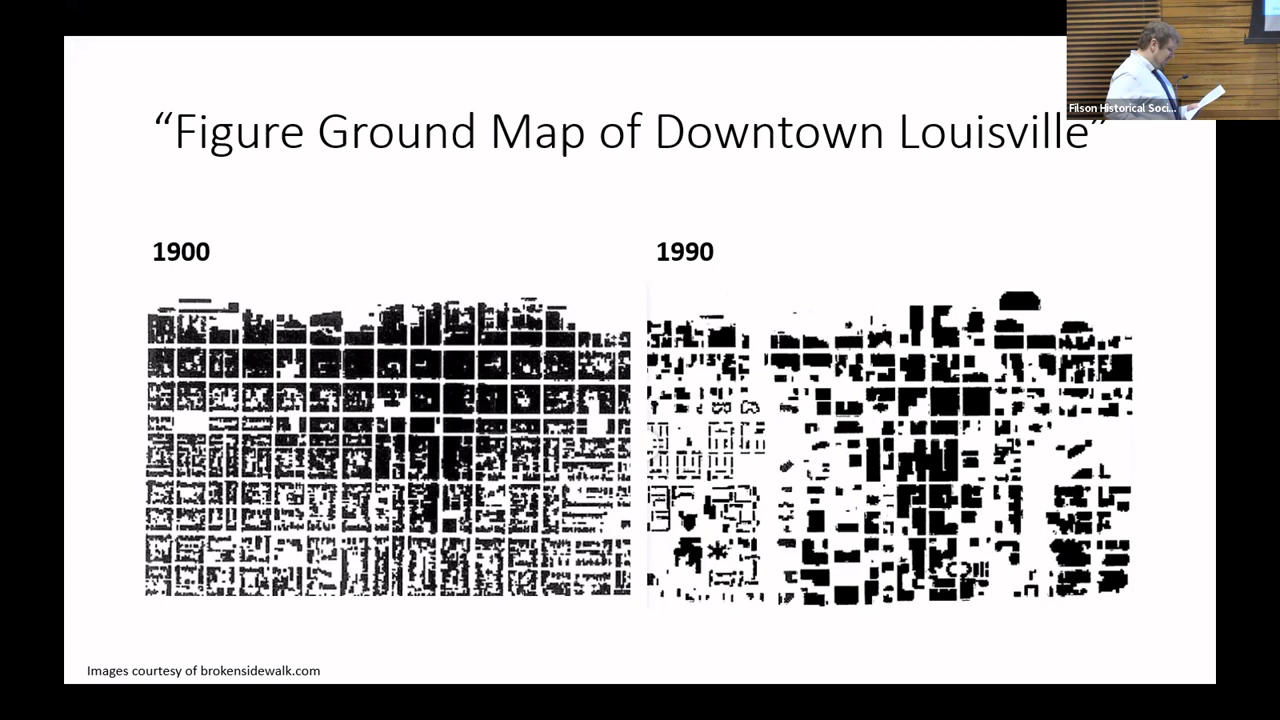 “Figure Ground Map of Downtown Louisville”
Filson Historical Soci...
1900
1990
Images courtesy of brokensidewalk.com